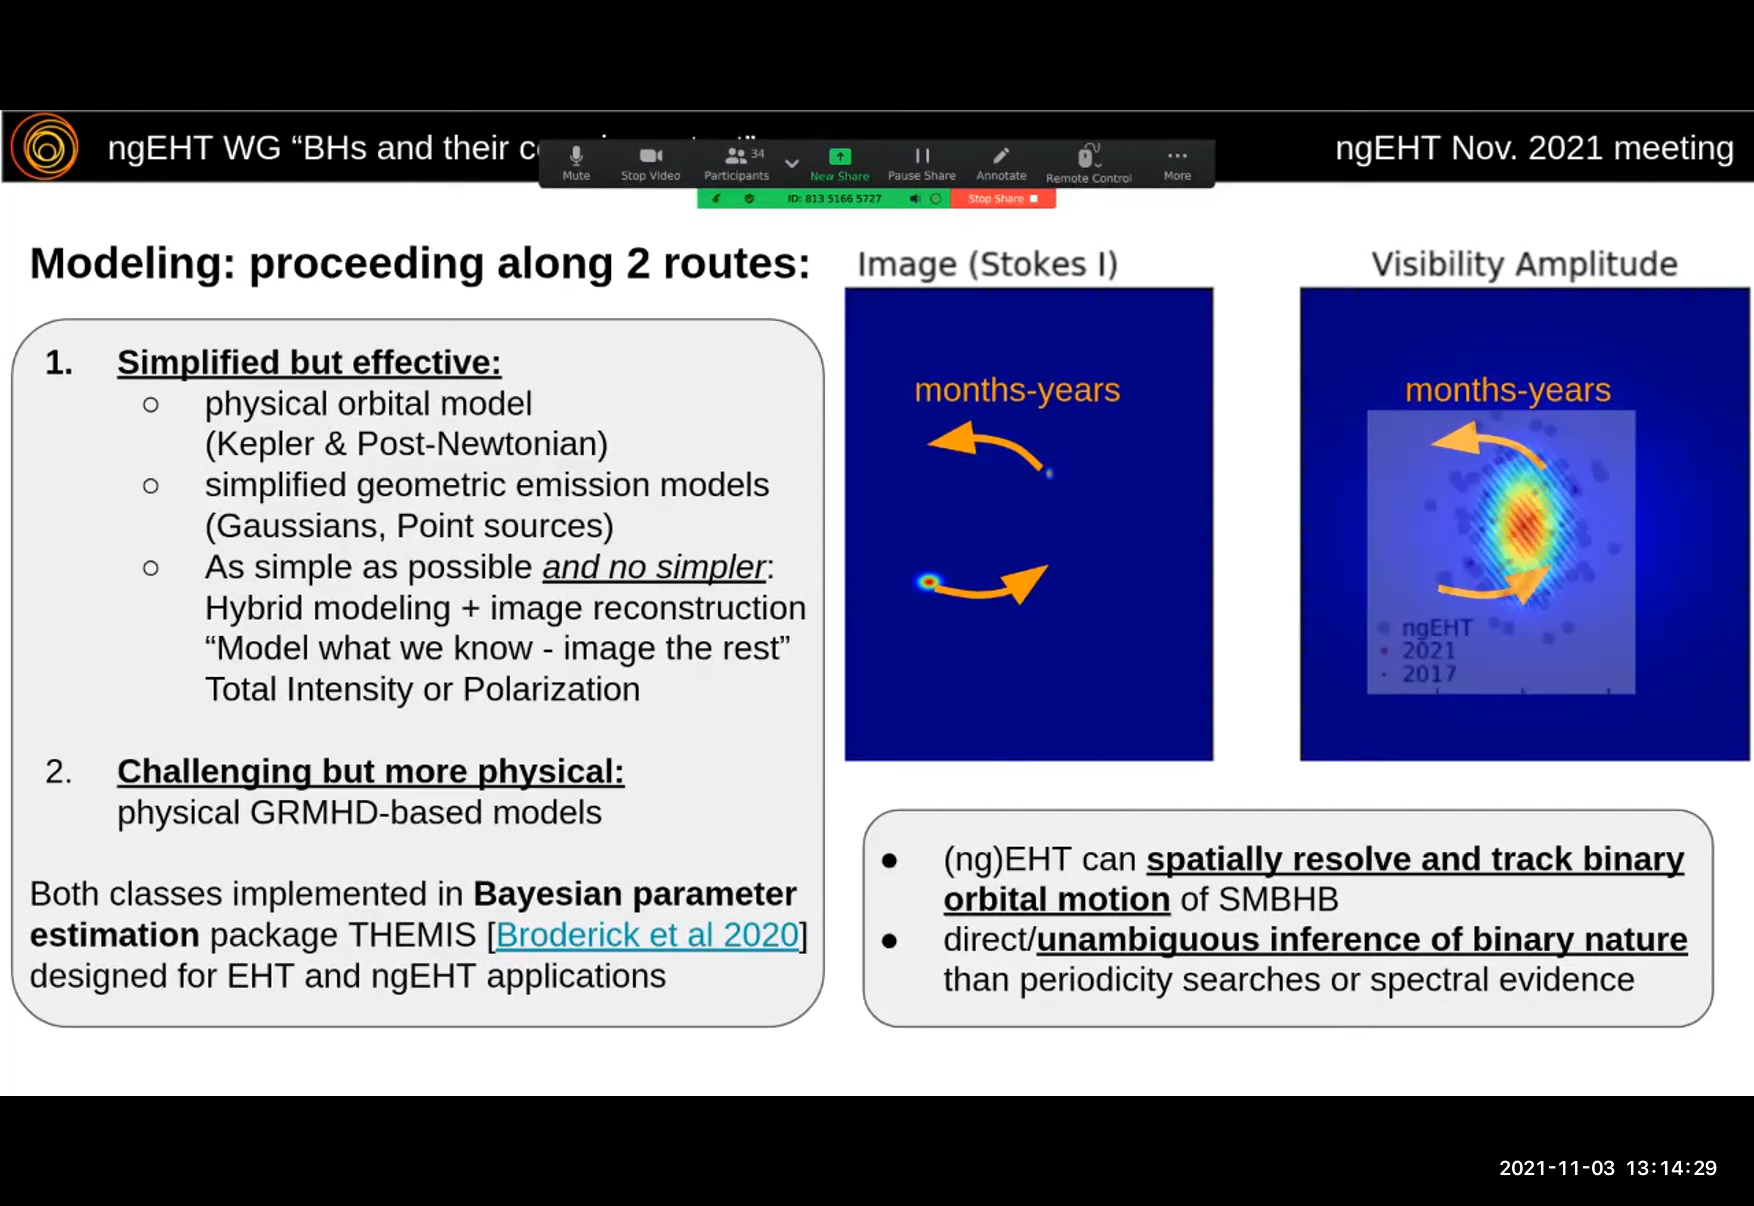 ngEHT WG “BHs and their
ngEHT Nov. 2021 meeting
Mute
Stop Video
34
Participants
New Share
Pause Share
Annotate
Remote Control
More
ID: 813 5166 5727
Stop Share
Modeling: proceeding along 2 routes:
1. Simplified but effective:
○ physical orbital model
(Kepler & Post-Newtonian)
○ simplified geometric emission models
(Gaussians, Point sources)
○ As simple as possible and no simpler:
Hybrid modeling + image reconstruction
“Model what we know - image the rest”
Total Intensity or Polarization
2. Challenging but more physical:
physical GRMHD-based models
Both classes implemented in Bayesian parameter
estimation package THEMIS [Broderick et al 2020]
designed for EHT and ngEHT applications
Image (Stokes I)
months-years
Visibility Amplitude
months-years
ngEHT
2021
2017
● (ng)EHT can spatially resolve and track binary
orbital motion of SMBHB
● direct/unambiguous inference of binary nature
than periodicity searches or spectral evidence
2021-11-03 13:14:29